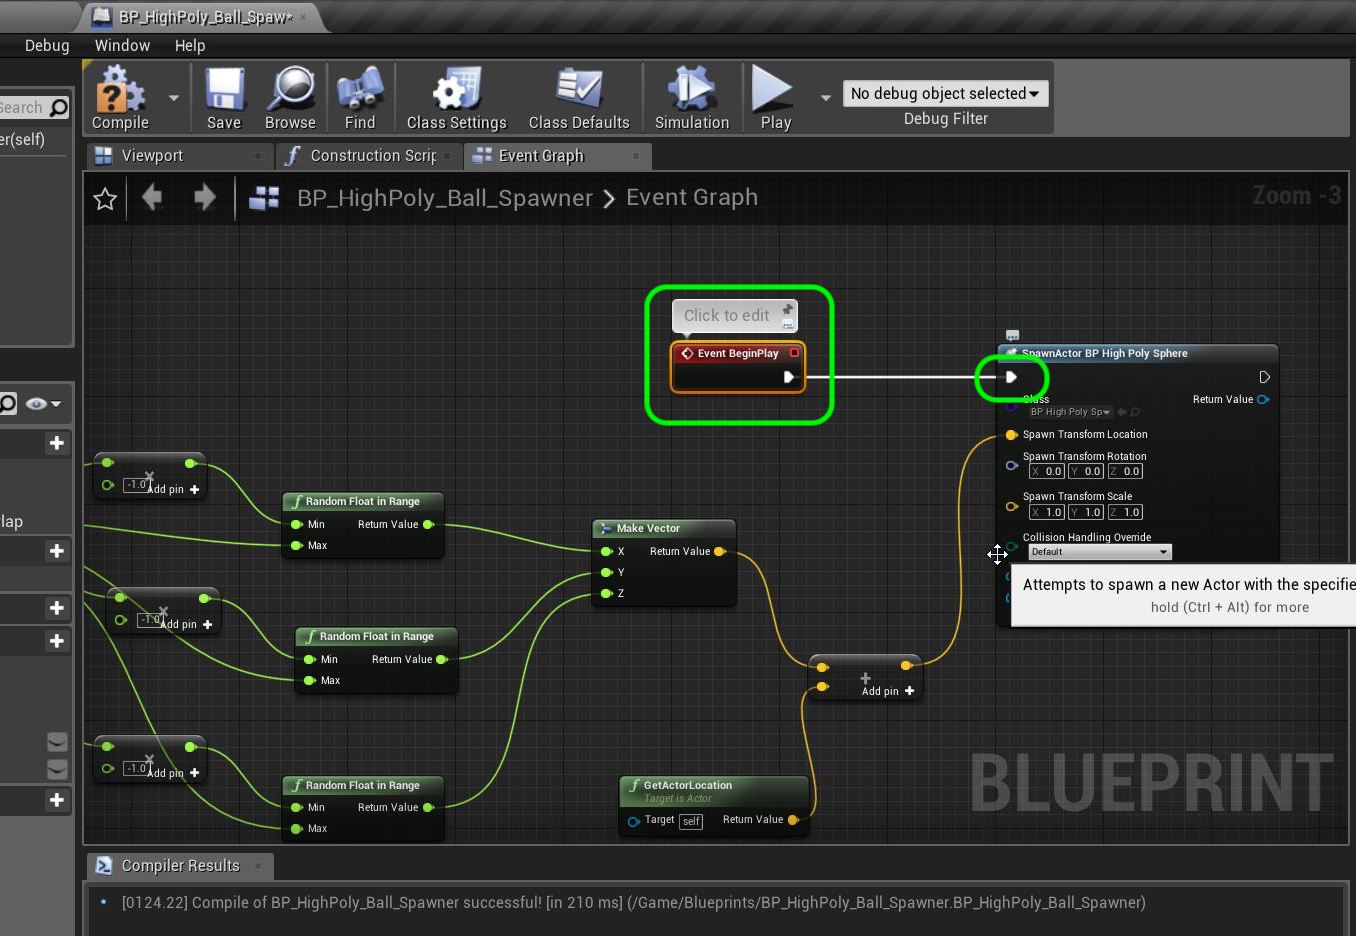 BP_HighPoly_Ball_Spaw*
Debug Window Help
Search
er(self)
Compile
Save
Browse
Find
Class Settings
Class Defaults
Simulation
Play
No debug object selected
Debug Filter
Viewport
Construction Scrip
Event Graph
BP_HighPoly_Ball_Spawner > Event Graph
Zoom -3
Click to edit
Event BeginPlay
SpawnActor BP High Poly Sphere
Class
BP High Poly Sp
Return Value
Spawn Transform Location
Spawn Transform Rotation
X 0.0 Y 0.0 Z 0.0
Spawn Transform Scale
X 1.0 Y 1.0 Z 1.0
Collision Handling Override
Default
Attempts to spawn a new Actor with the specifie
hold (Ctrl + Alt) for more
-1.0 Add pin +
Random Float in Range
Min Return Value
Max
Make Vector
X Return Value
Y
Z
lap
-1.0 Add pin +
Random Float in Range
Min Return Value
Max
+
Add pin +
-1.0 Add pin +
Random Float in Range
Min Return Value
Max
GetActorLocation
Target is Actor
Target self Return Value
BLUEPRINT
Compiler Results
[0124.22] Compile of BP_HighPoly_Ball_Spawner successful! [in 210 ms] (/Game/Blueprints/BP_HighPoly_Ball_Spawner.BP_HighPoly_Ball_Spawner)